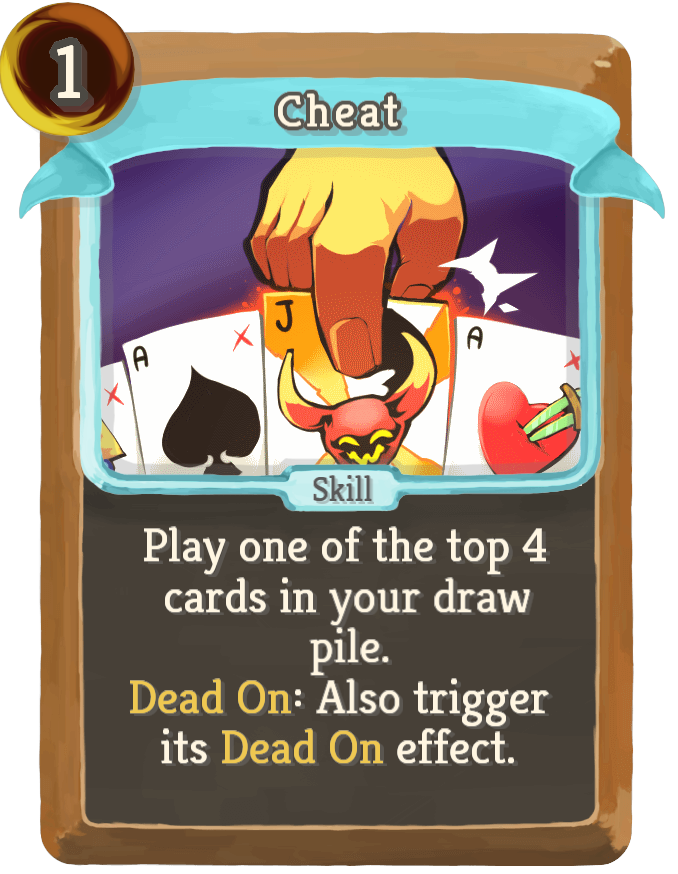 1
Cheat
A
J
A
Skill
Play one of the top 4
cards in your draw
pile.
Dead On: Also trigger
its Dead On effect.